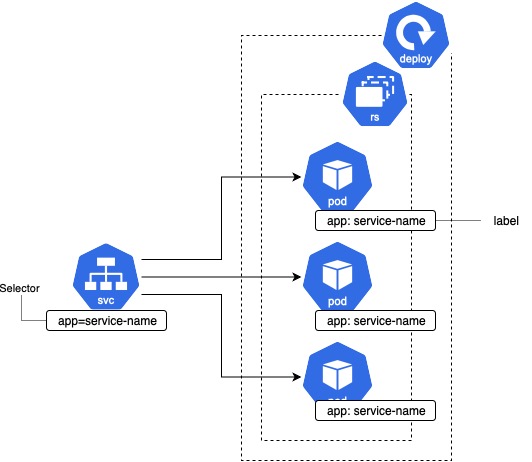 deploy
rs
pod
app: service-name
label
svc
pod
Selector
app=service-name
app: service-name
pod
app: service-name